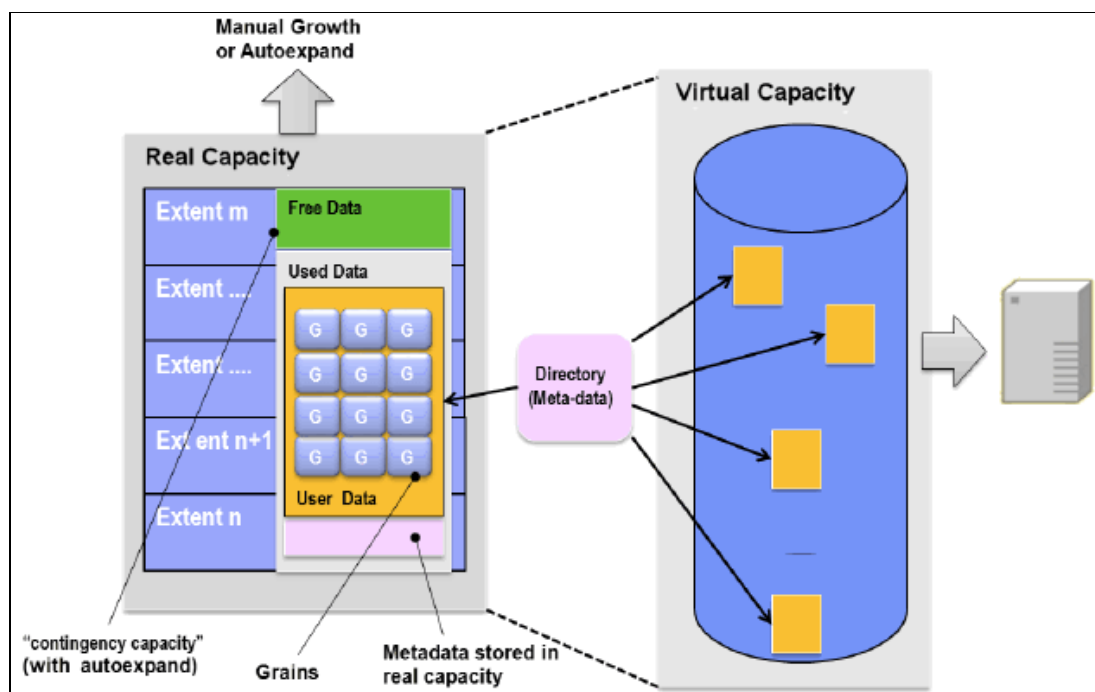 Manual Growth
or Autoexpand
Virtual Capacity
Real Capacity
Extent m
Free Data
Used Data
Extent ....
G G G
Extent ....
G G G
Directory
(Meta-data)
G G G
Ext ent n+1
G G G
User Data
Extent n
"contingency capacity"
(with autoexpand)
Grains
Metadata stored in
real capacity